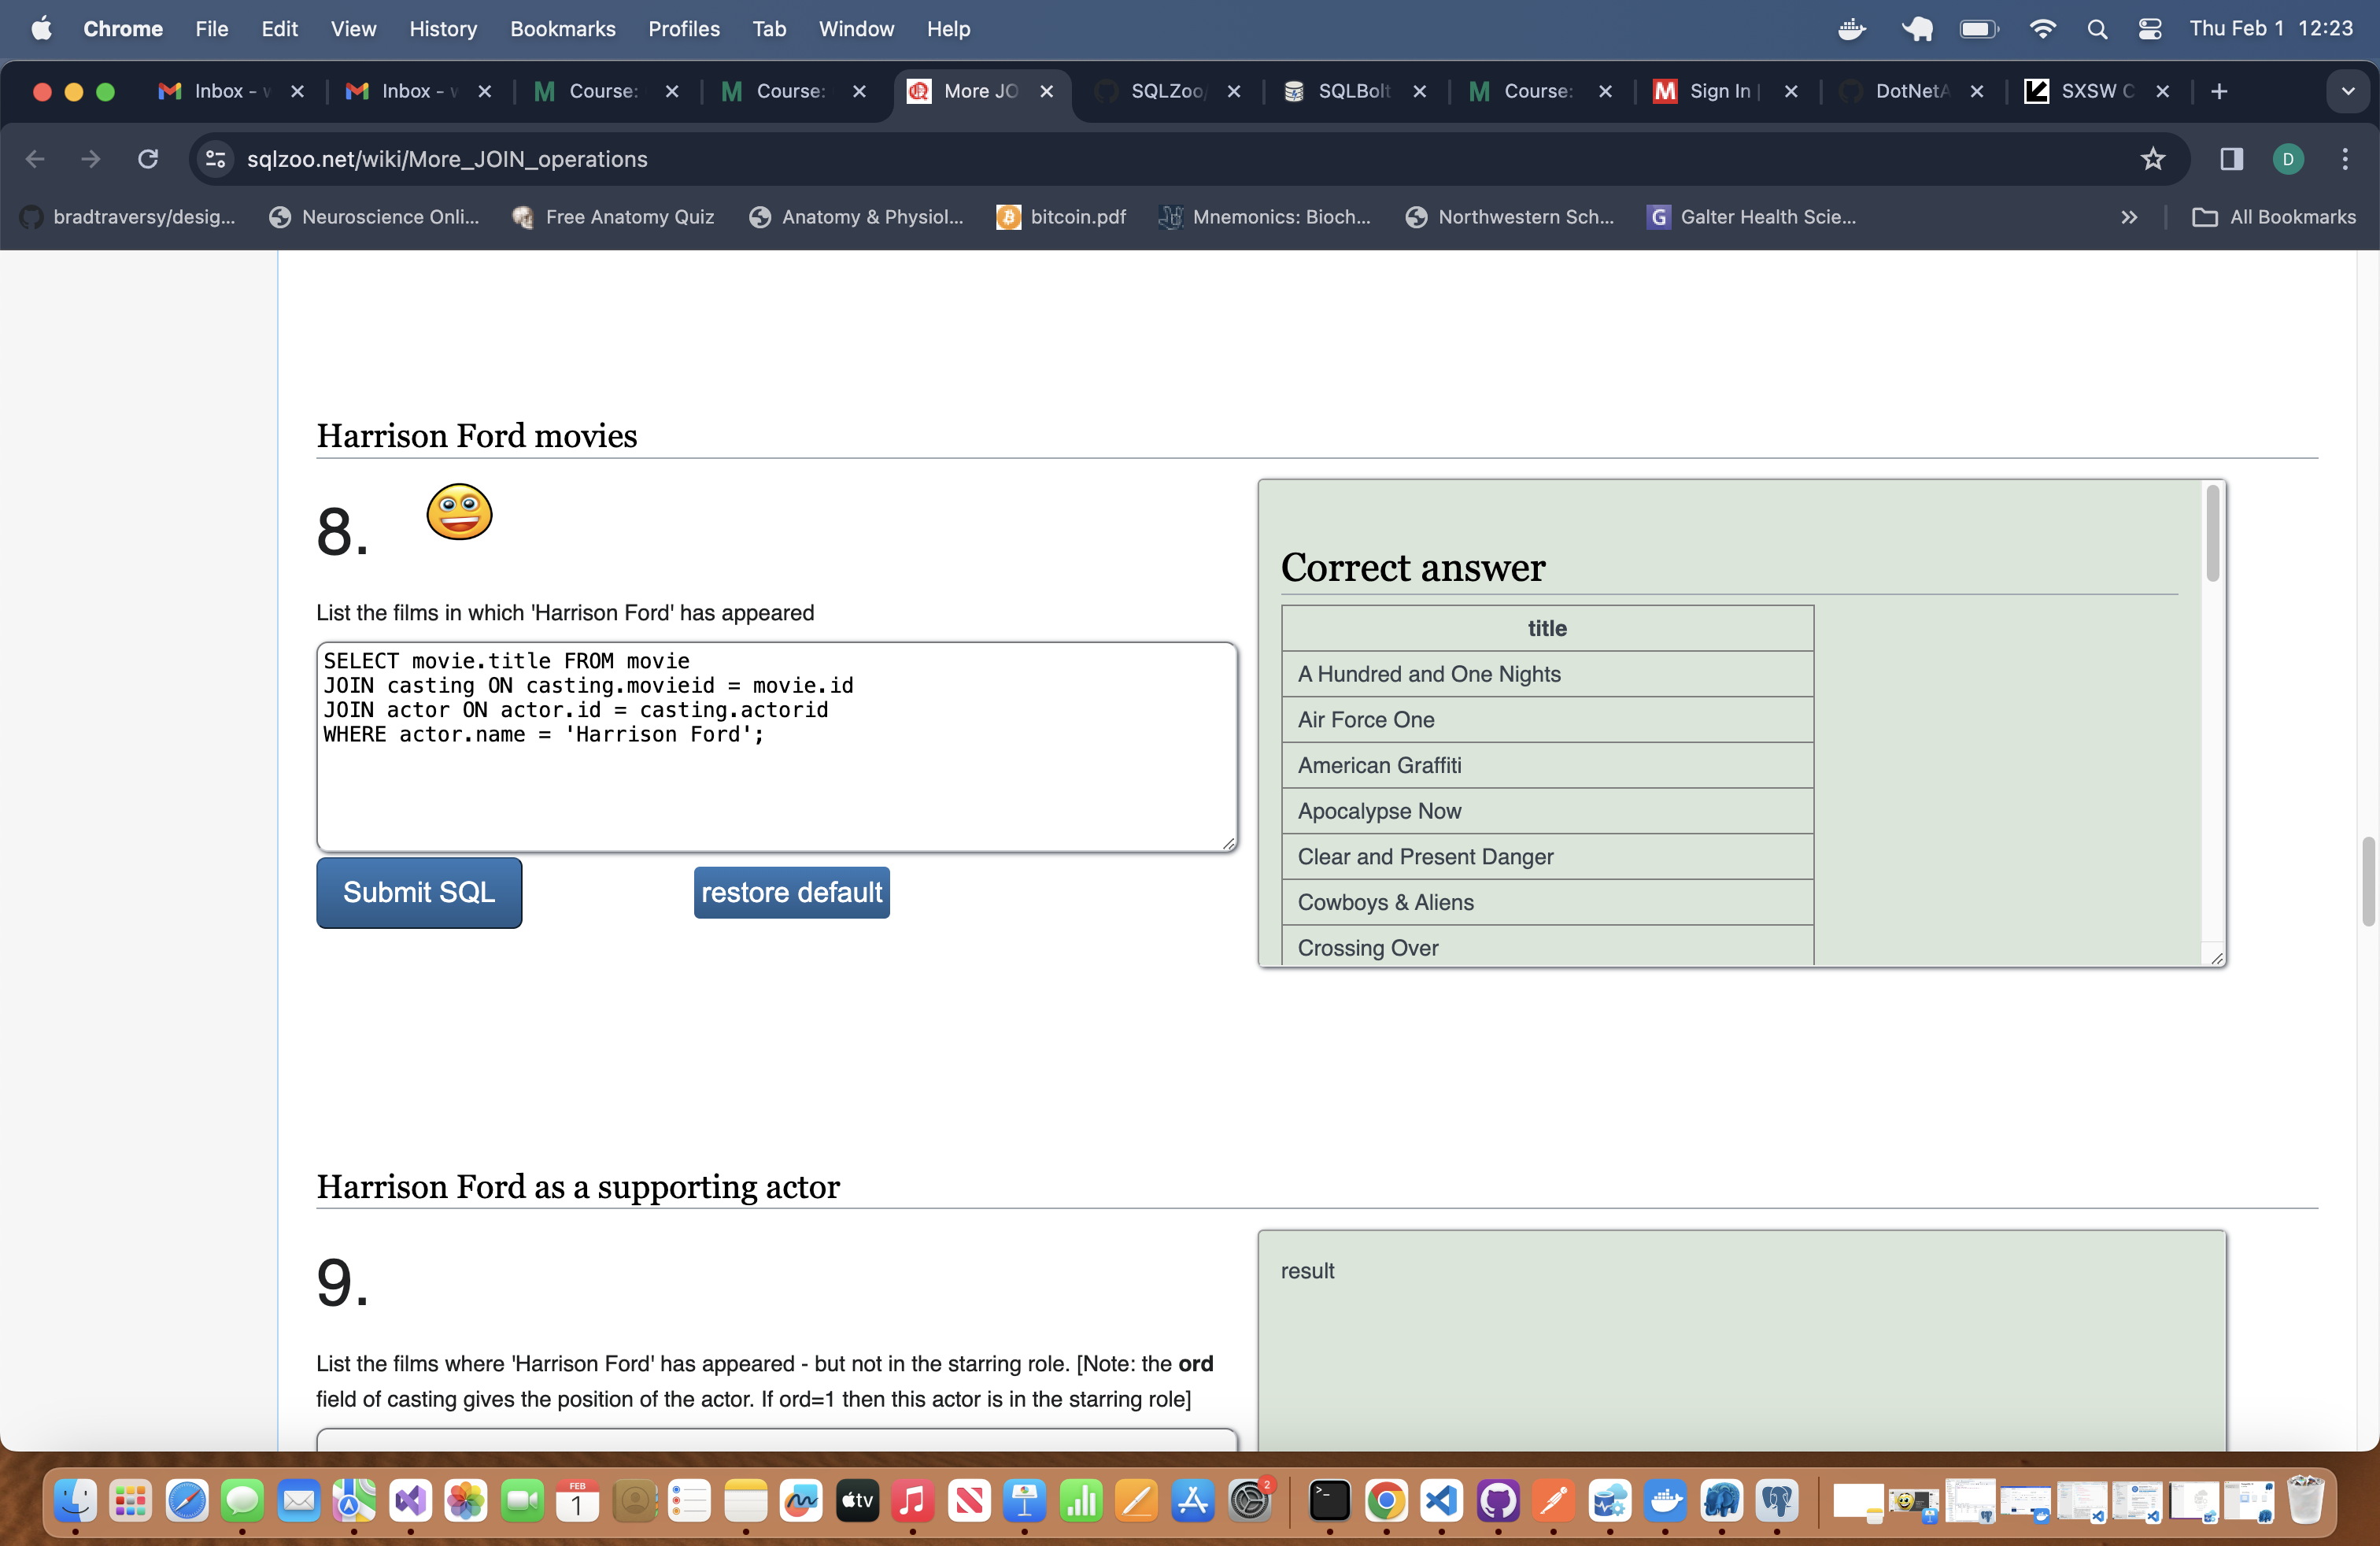 Chrome File Edit View History Bookmarks Profiles Tab Window Help Thu Feb 1 12:23
Inbox - Inbox - Course: Course: More JO SQLZoo/ SQLBolt Course: Sign In | DotNetA SXSW C
sqlzoo.net/wiki/More_JOIN_operations D
bradtraversy/desig... Neuroscience Onli... Free Anatomy Quiz Anatomy & Physiol... bitcoin.pdf Mnemonics: Bioch... Northwestern Sch... G Galter Health Scie... » All Bookmarks
Harrison Ford movies
8.
List the films in which 'Harrison Ford' has appeared
SELECT movie.title FROM movie
JOIN casting ON casting.movieid = movie.id
JOIN actor ON actor.id = casting.actorid
WHERE actor.name = 'Harrison Ford';
Submit SQL restore default
Correct answer
title
A Hundred and One Nights
Air Force One
American Graffiti
Apocalypse Now
Clear and Present Danger
Cowboys & Aliens
Crossing Over
Harrison Ford as a supporting actor
9.
List the films where 'Harrison Ford' has appeared - but not in the starring role. [Note: the ord
field of casting gives the position of the actor. If ord=1 then this actor is in the starring role]
result
FEB
1
tv
2